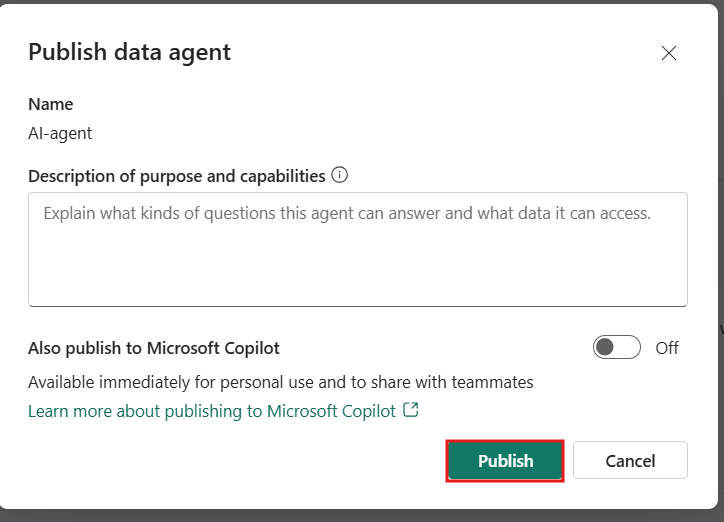 Publish data agent
Name
AI-agent
Description of purpose and capabilities
Explain what kinds of questions this agent can answer and what data it can access.
Also publish to Microsoft Copilot
Off
Available immediately for personal use and to share with teammates
Learn more about publishing to Microsoft Copilot
Publish
Cancel